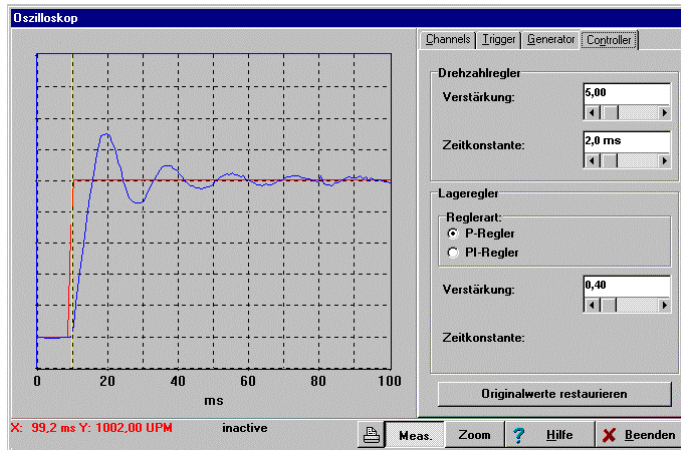 Oszilloskop
Channels Trigger Generator Controller
Drehzahlregler
Verstärkung:
5,00
Zeitkonstante:
2,0 ms
Lageregler
Reglerart:
P-Regler
PI-Regler
Verstärkung:
0,40
Zeitkonstante:
Originalwerte restaurieren
0 20 40 60 80 100
ms
X: 99,2 ms Y: 1002,00 UPM inactive
Meas. Zoom ? Hilfe Beenden